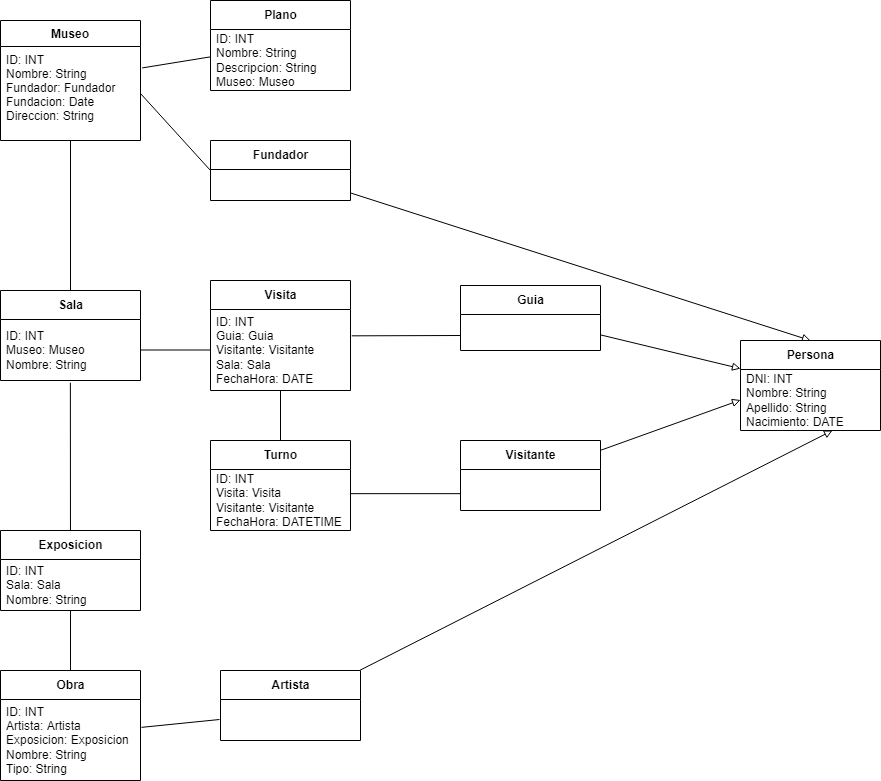 Museo
ID: INT
Nombre: String
Fundador: Fundador
Fundacion: Date
Direccion: String
Plano
ID: INT
Nombre: String
Descripcion: String
Museo: Museo
Fundador
Sala
ID: INT
Museo: Museo
Nombre: String
Visita
ID: INT
Guia: Guia
Visitante: Visitante
Sala: Sala
FechaHora: DATE
Guia
Persona
DNI: INT
Nombre: String
Apellido: String
Nacimiento: DATE
Turno
ID: INT
Visita: Visita
Visitante: Visitante
FechaHora: DATETIME
Visitante
Exposicion
ID: INT
Sala: Sala
Nombre: String
Obra
ID: INT
Artista: Artista
Exposicion: Exposicion
Nombre: String
Tipo: String
Artista